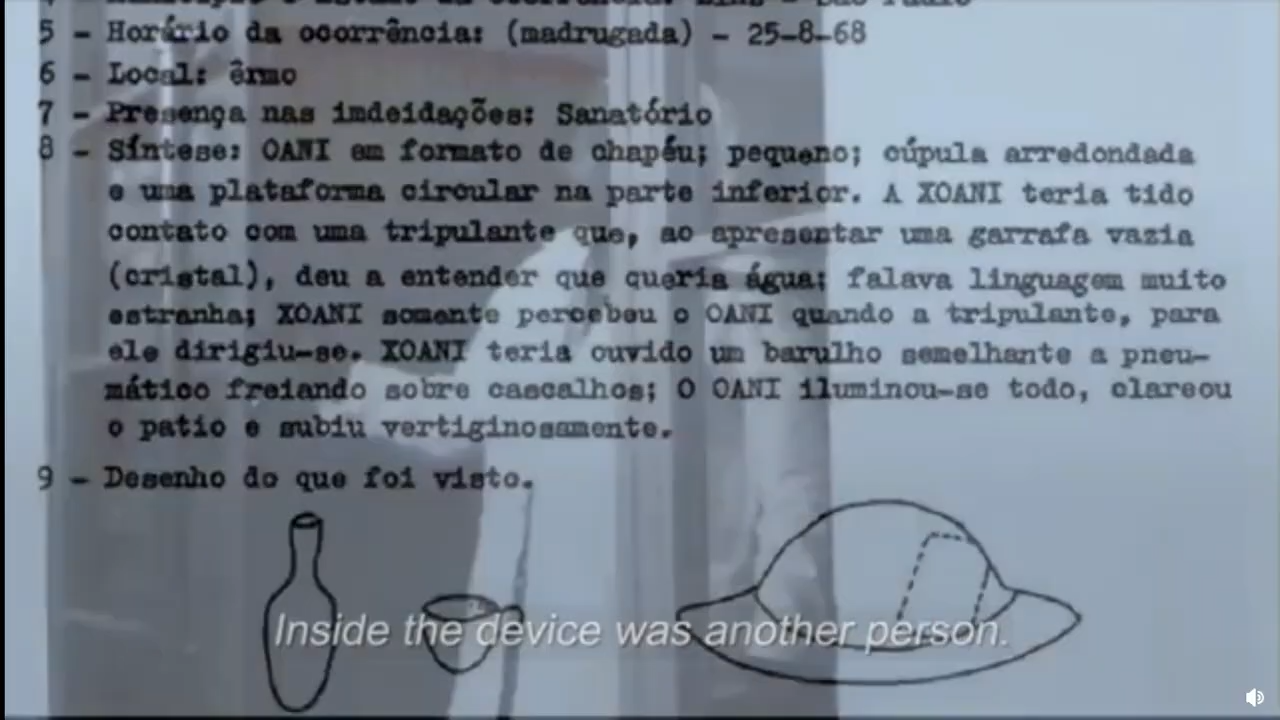 5 - Horário da ocorrência: (madrugada) - 25-8-68
6 - Local: êrmo
7 - Presença nas imdeidações: Sanatório
8 - Síntese: OANI em formato de chapéu; pequeno; cúpula arredondada
e uma plataforma circular na parte inferior. A XOANI teria tido
contato com uma tripulante que, ao apresentar uma garrafa vazia
(cristal), deu a entender que queria água; falava linguagem muito
estranha; XOANI somente percebeu o OANI quando a tripulante, para
ele dirigiu-se. XOANI teria ouvido um barulho semelhante a pneu-
mático freiando sobre cascalhos; O OANI iluminou-se todo, clareou
o patio e subiu vertiginosamente.
9 - Desenho do que foi visto.
Inside the device was another person.